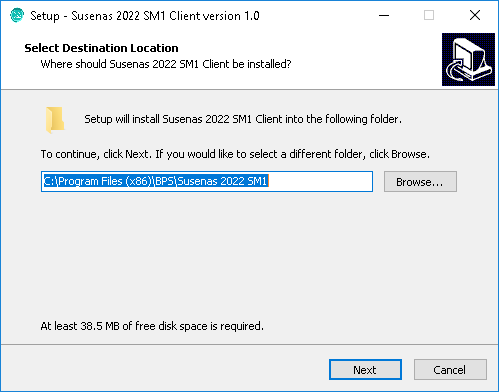 Setup - Susenas 2022 SM1 Client version 1.0
Select Destination Location
Where should Susenas 2022 SM1 Client be installed?
Setup will install Susenas 2022 SM1 Client into the following folder.
To continue, click Next. If you would like to select a different folder, click Browse.
C:\Program Files (x86)\BPS\Susenas 2022 SM1
Browse...
At least 38.5 MB of free disk space is required.
Next
Cancel